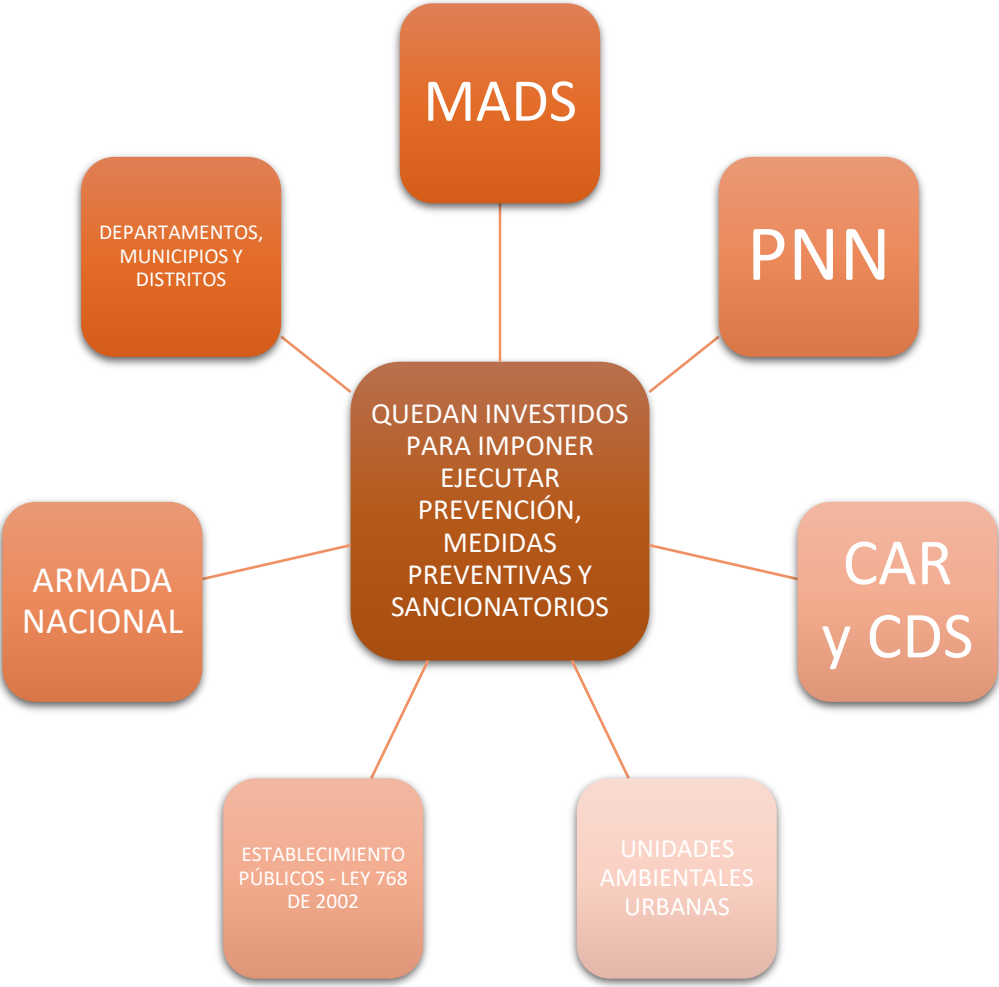 MADS
PNN
CAR
y CDS
UNIDADES
AMBIENTALES
URBANAS
ESTABLECIMIENTO
PÚBLICOS - LEY 768
DE 2002
ARMADA
NACIONAL
DEPARTAMENTOS,
MUNICIPIOS Y
DISTRITOS
QUEDAN INVESTIDOS
PARA IMPONER
EJECUTAR
PREVENCIÓN,
MEDIDAS
PREVENTIVAS Y
SANCIONATORIOS